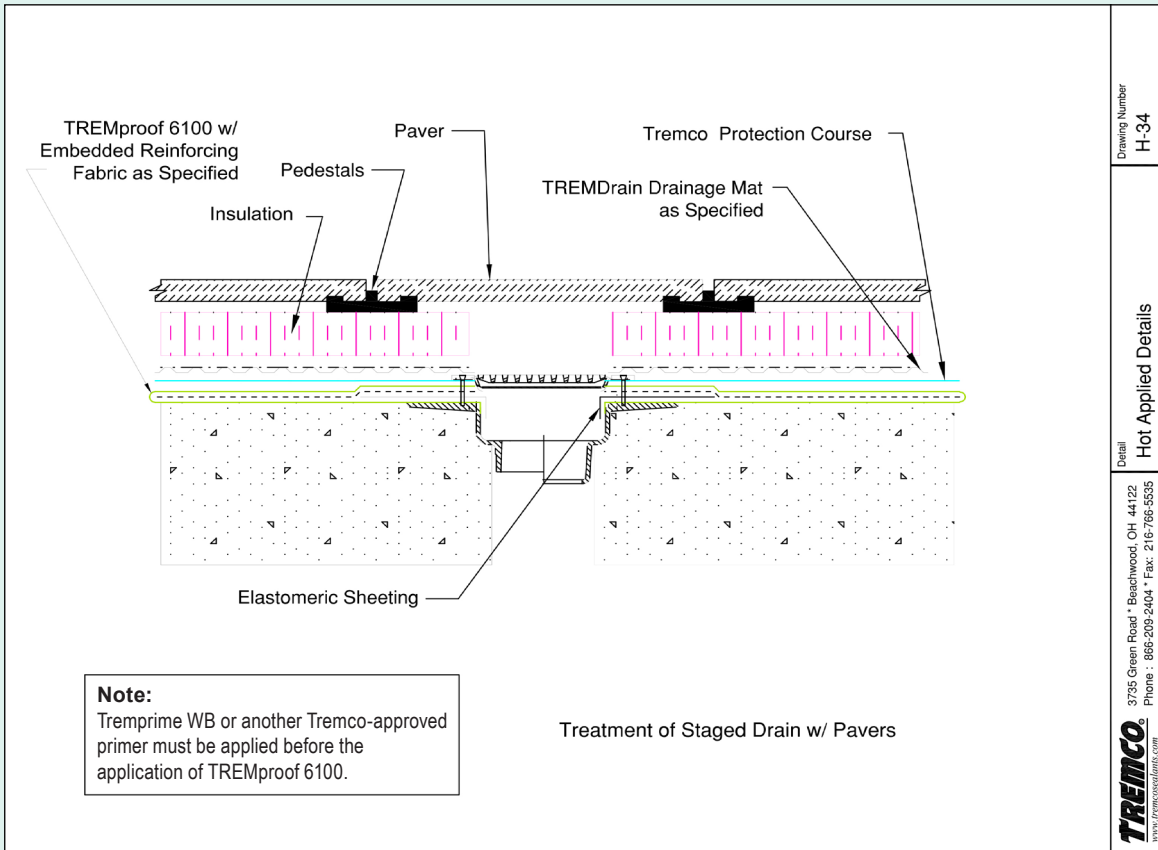 TREMproof 6100 w/
Embedded Reinforcing
Fabric as Specified
Pedestals
Insulation
Paver
Tremco Protection Course
TREMDrain Drainage Mat
as Specified
Elastomeric Sheeting
Note:
Tremprime WB or another Tremco-approved
primer must be applied before the
application of TREMproof 6100.
Treatment of Staged Drain w/ Pavers
Drawing Number
H-34
Detail
Hot Applied Details
3735 Green Road * Beachwood, OH 44122
Phone : 866-209-2404 * Fax: 216-766-5535
TREMCO®
www.tremcosealants.com